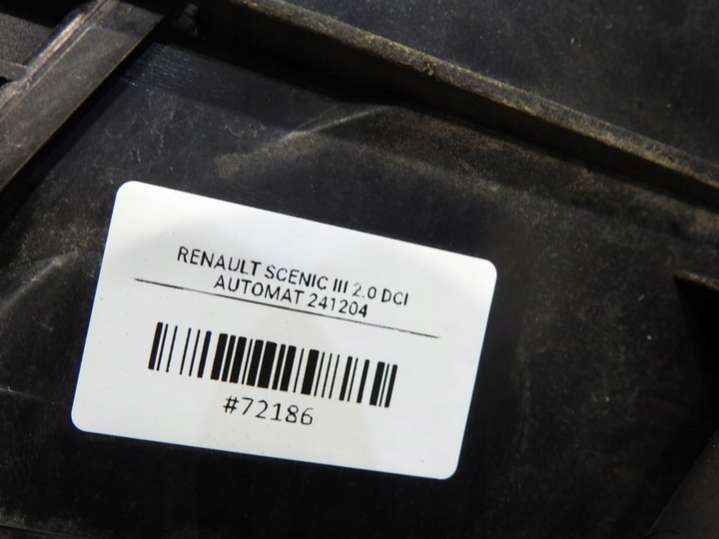 RENAULT SCENIC III 2.0 DCI
AUTOMAT 241204
#72186